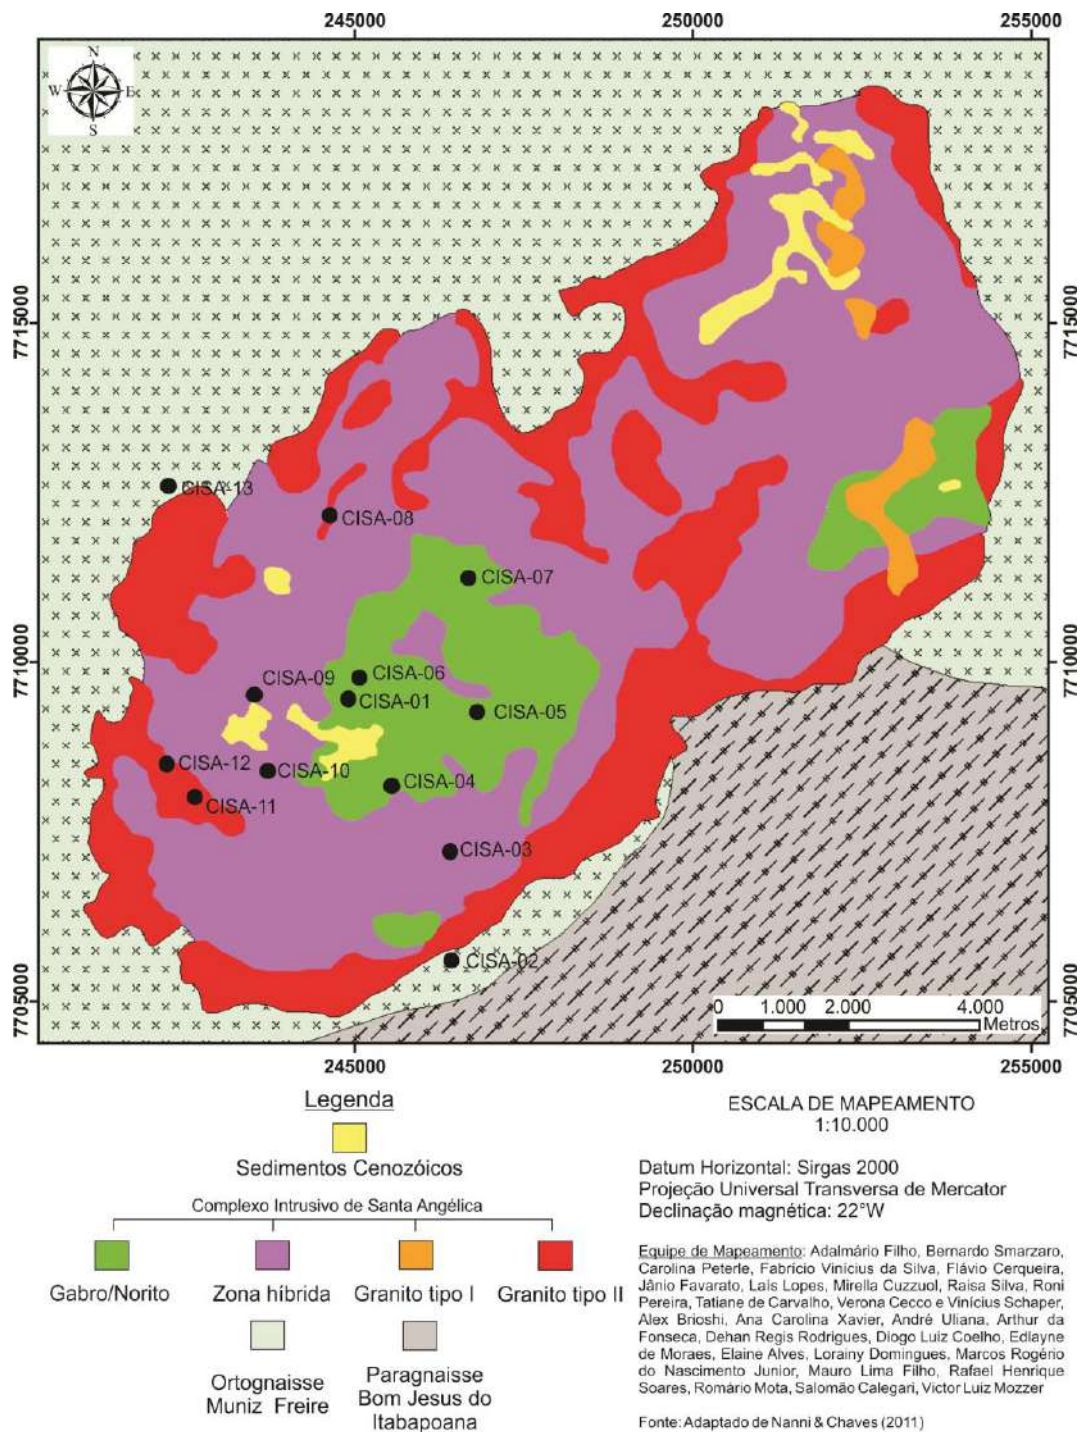 245000
250000
255000
N
W E
S
7715000
7715000
CISA-13
CISA-08
CISA-07
7710000
7710000
CISA-06
CISA-09
CISA-01
CISA-05
CISA-12
CISA-10
CISA-04
CISA-11
CISA-03
CISA-02
7705000
7705000
0 1.000 2.000 4.000
Metros
245000
250000
255000
Legenda
Sedimentos Cenozóicos
Complexo Intrusivo de Santa Angélica
Gabro/Norito
Zona híbrida
Granito tipo I
Granito tipo II
Ortognaisse
Muniz Freire
Paragnaisse
Bom Jesus do
Itabapoana
ESCALA DE MAPEAMENTO
1:10.000
Datum Horizontal: Sirgas 2000
Projeção Universal Transversa de Mercator
Declinação magnética: 22°W
Equipe de Mapeamento: Adalmário Filho, Bernardo Smarzaro,
Carolina Peterle, Fabrício Vinícius da Silva, Flávio Cerqueira,
Jânio Favarato, Laís Lopes, Mirella Cuzzuol, Raisa Silva, Roni
Pereira, Tatiane de Carvalho, Verona Cecco e Vinícius Schaper,
Alex Brioshi, Ana Carolina Xavier, André Uliana, Arthur da
Fonseca, Dehan Regis Rodrigues, Diogo Luiz Coelho, Edlayne
de Moraes, Elaine Alves, Lorainy Domingues, Marcos Rogério
do Nascimento Junior, Mauro Lima Filho, Rafael Henrique
Soares, Romário Mota, Salomão Calegari, Victor Luiz Mozzer
Fonte: Adaptado de Nanni & Chaves (2011)